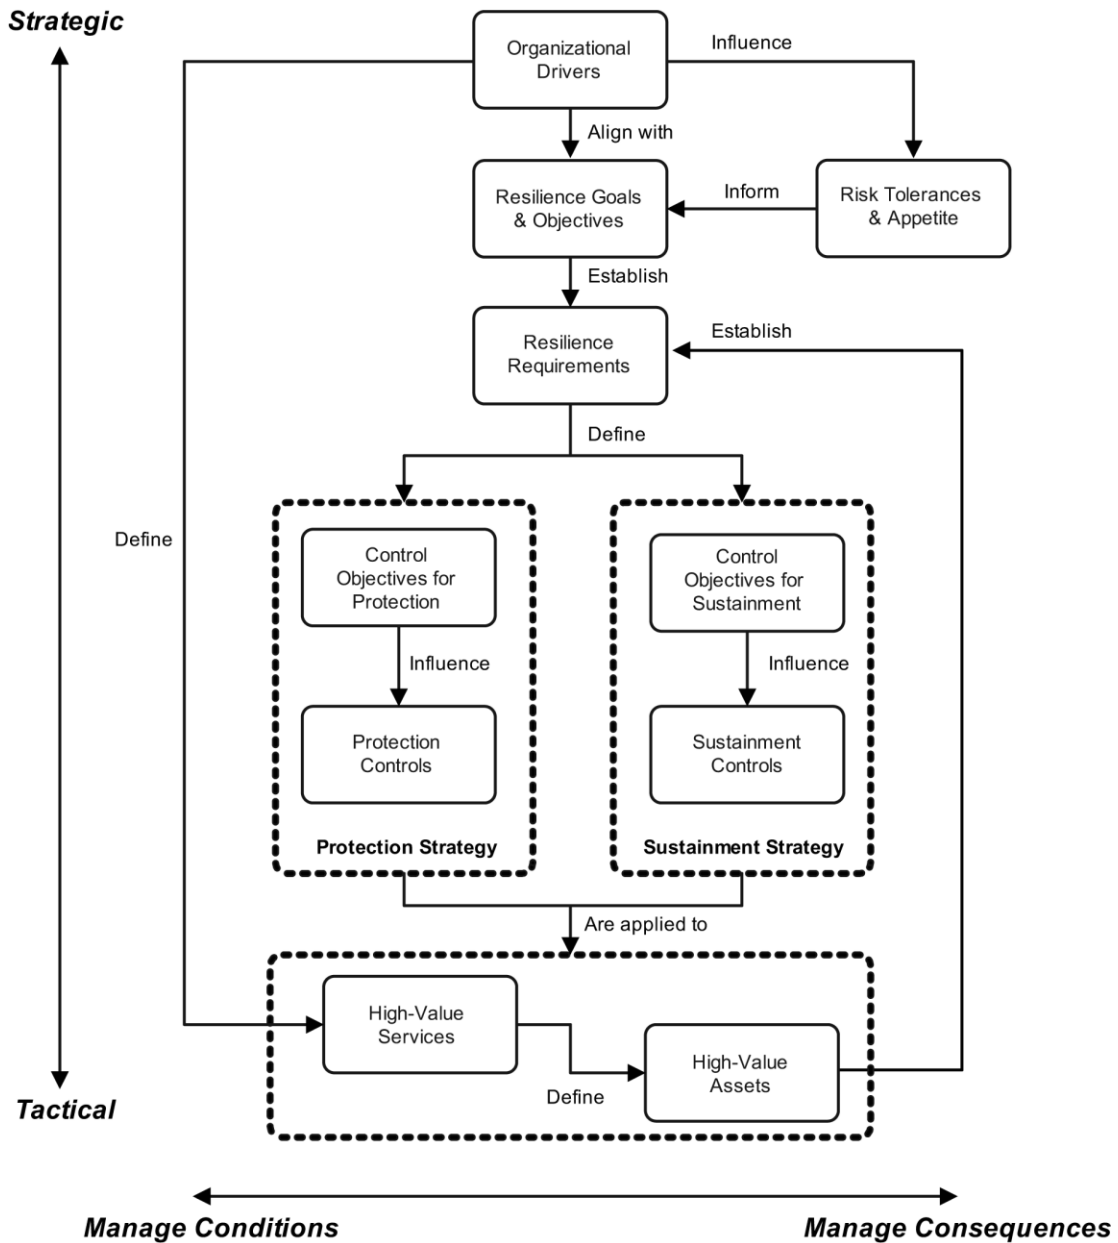 Strategic
Organizational
Drivers
Influence
Align with
Resilience Goals
& Objectives
Inform
Risk Tolerances
& Appetite
Establish
Resilience
Requirements
Establish
Define
Define
Control
Objectives for
Protection
Control
Objectives for
Sustainment
Influence
Influence
Protection
Controls
Sustainment
Controls
Protection Strategy
Sustainment Strategy
Are applied to
High-Value
Services
Define
High-Value
Assets
Tactical
Manage Conditions
Manage Consequences